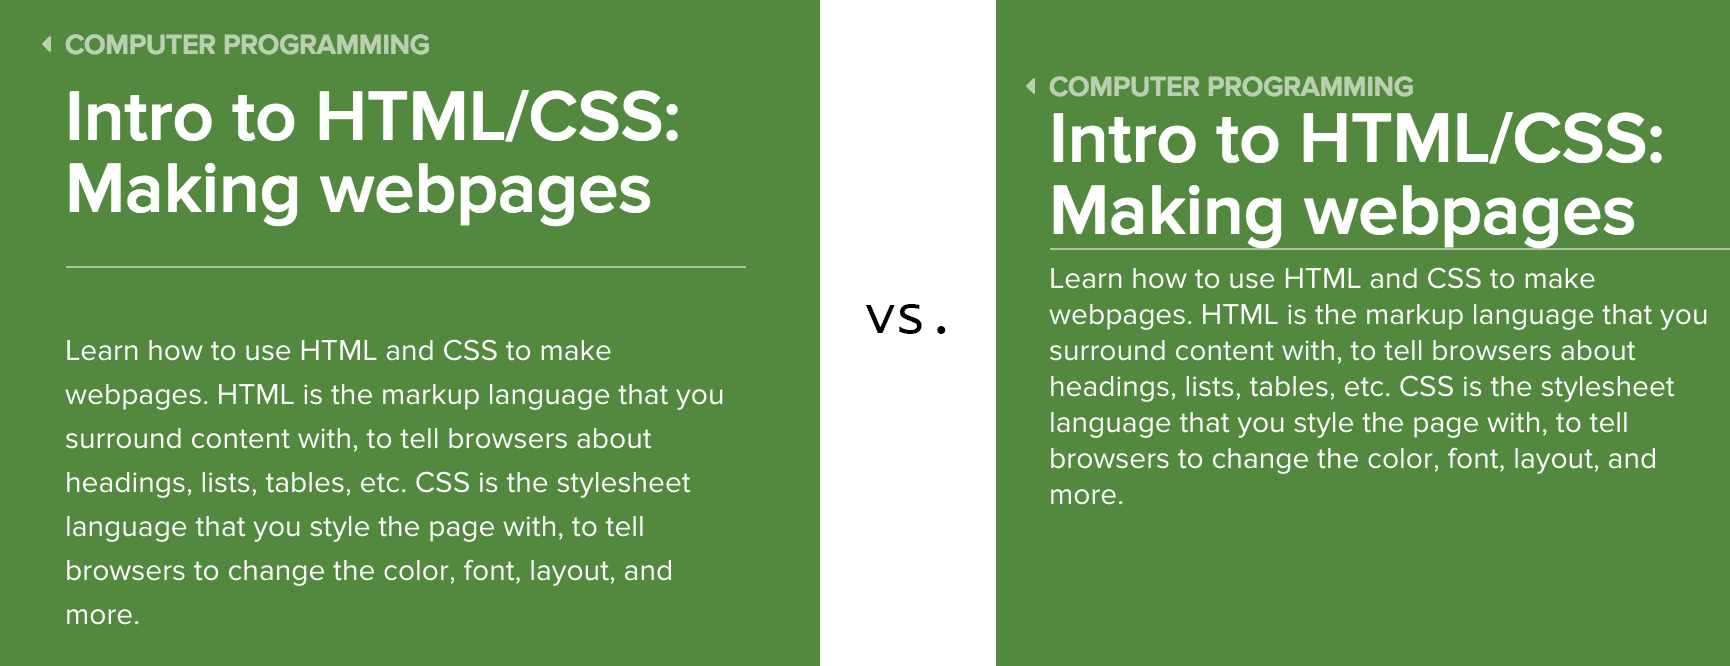 COMPUTER PROGRAMMING
Intro to HTML/CSS:
Making webpages
Learn how to use HTML and CSS to make
webpages. HTML is the markup language that you
surround content with, to tell browsers about
headings, lists, tables, etc. CSS is the stylesheet
language that you style the page with, to tell
browsers to change the color, font, layout, and
more.
vs.
COMPUTER PROGRAMMING
Intro to HTML/CSS:
Making webpages
Learn how to use HTML and CSS to make
webpages. HTML is the markup language that you
surround content with, to tell browsers about
headings, lists, tables, etc. CSS is the stylesheet
language that you style the page with, to tell
browsers to change the color, font, layout, and
more.